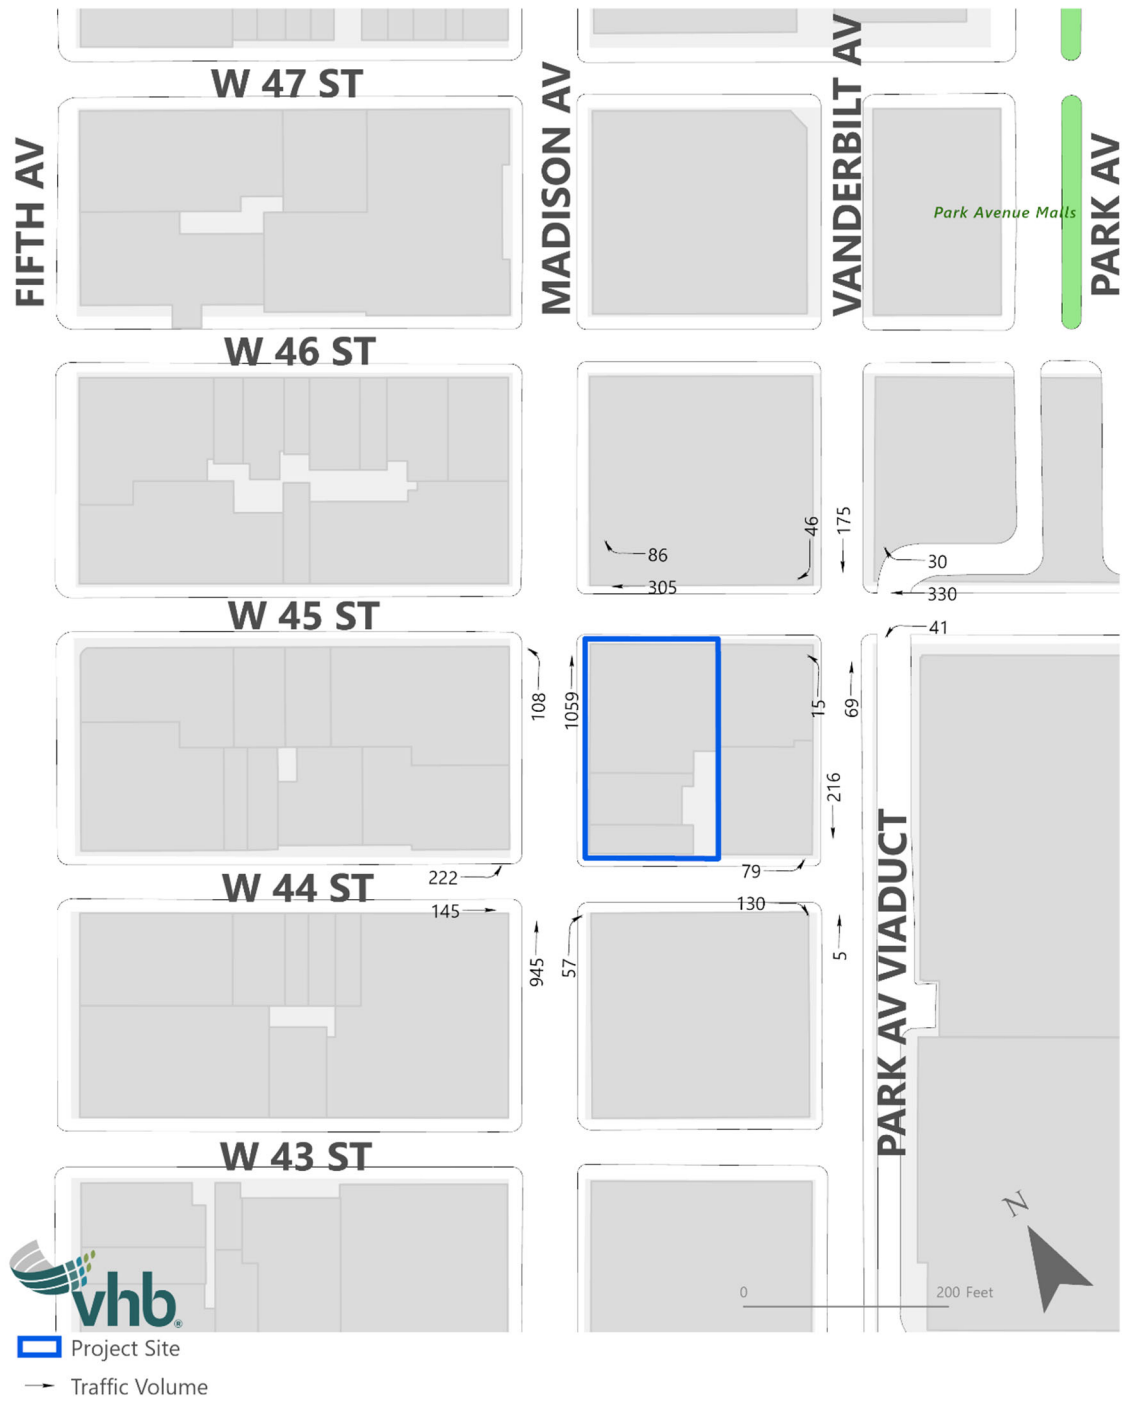 W 47 ST
FIFTH AV
MADISON AV
VANDERBILT AV
PARK AV
Park Avenue Malls
W 46 ST
46
175
86
30
305
330
W 45 ST
41
108
1059
15
69
216
222
W 44 ST
79
145
130
945
57
5
PARK AV VIADUCT
W 43 ST
N
vhb®
0
200 Feet
Project Site
Traffic Volume